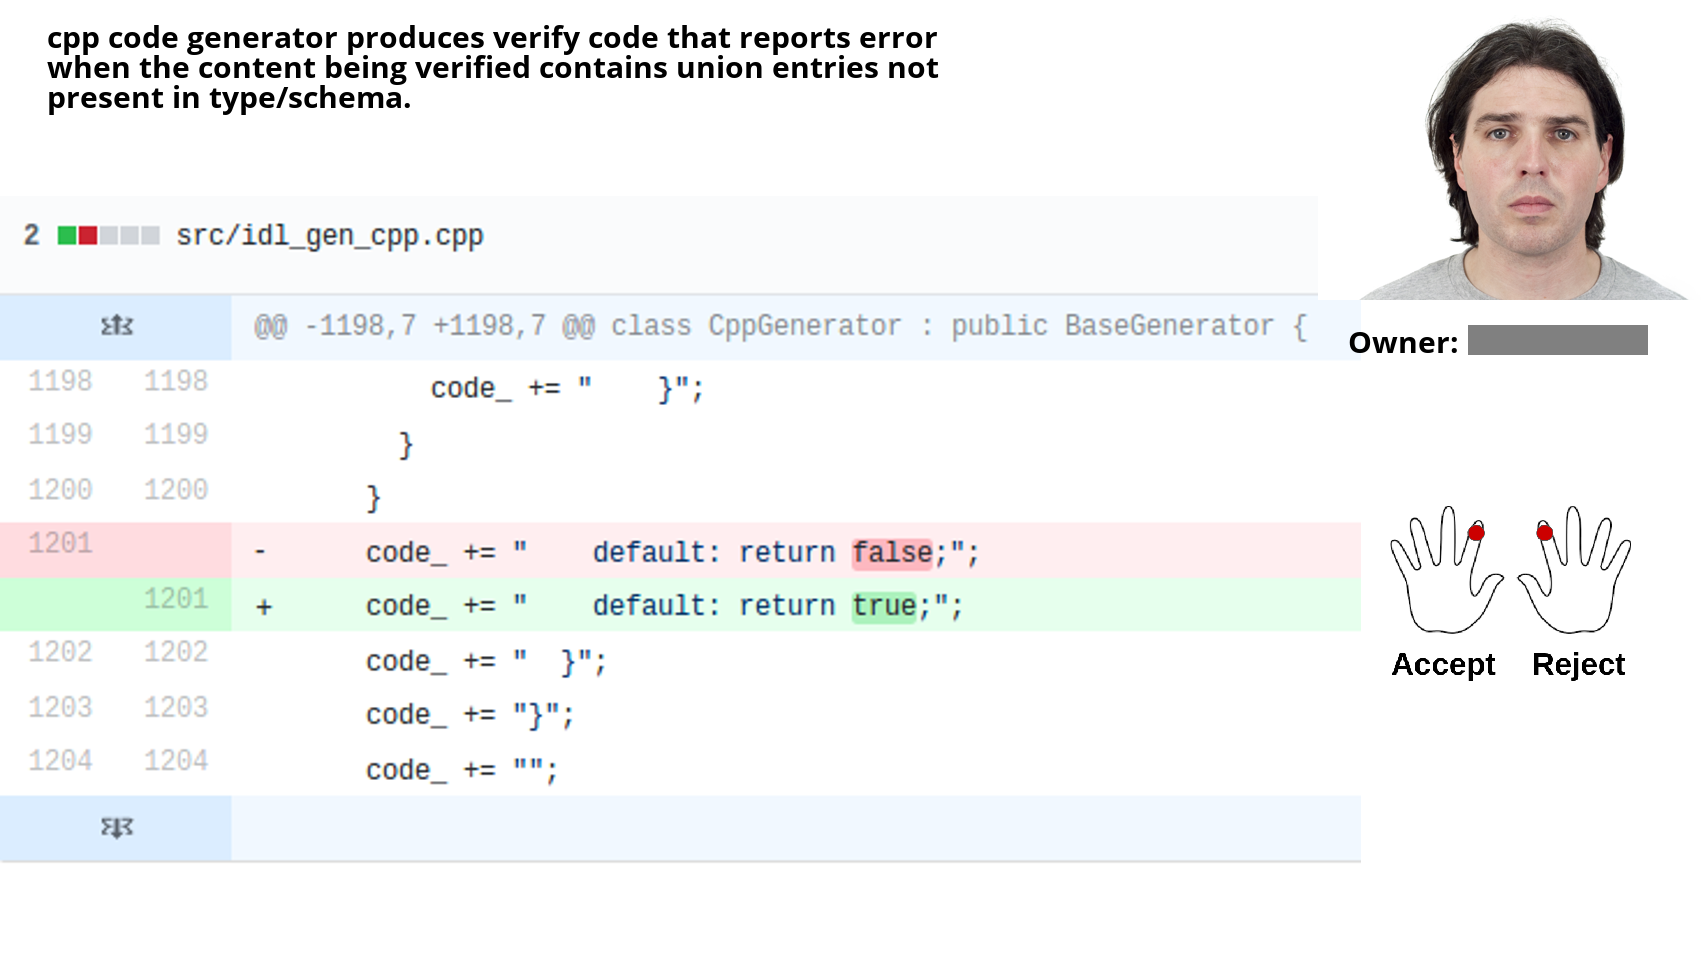 cpp code generator produces verify code that reports error
when the content being verified contains union entries not
present in type/schema.
2 src/idl_gen_cpp.cpp
@@ -1198,7 +1198,7 @@ class CppGenerator : public BaseGenerator {
Owner:
1198 1198 code_ += "    }";
1199 1199 }
1200 1200 }
1201 - code_ += "    default: return false;";
1201 + code_ += "    default: return true;";
1202 1202 code_ += "  }";
1203 1203 code_ += "}";
1204 1204 code_ += "";
Accept Reject